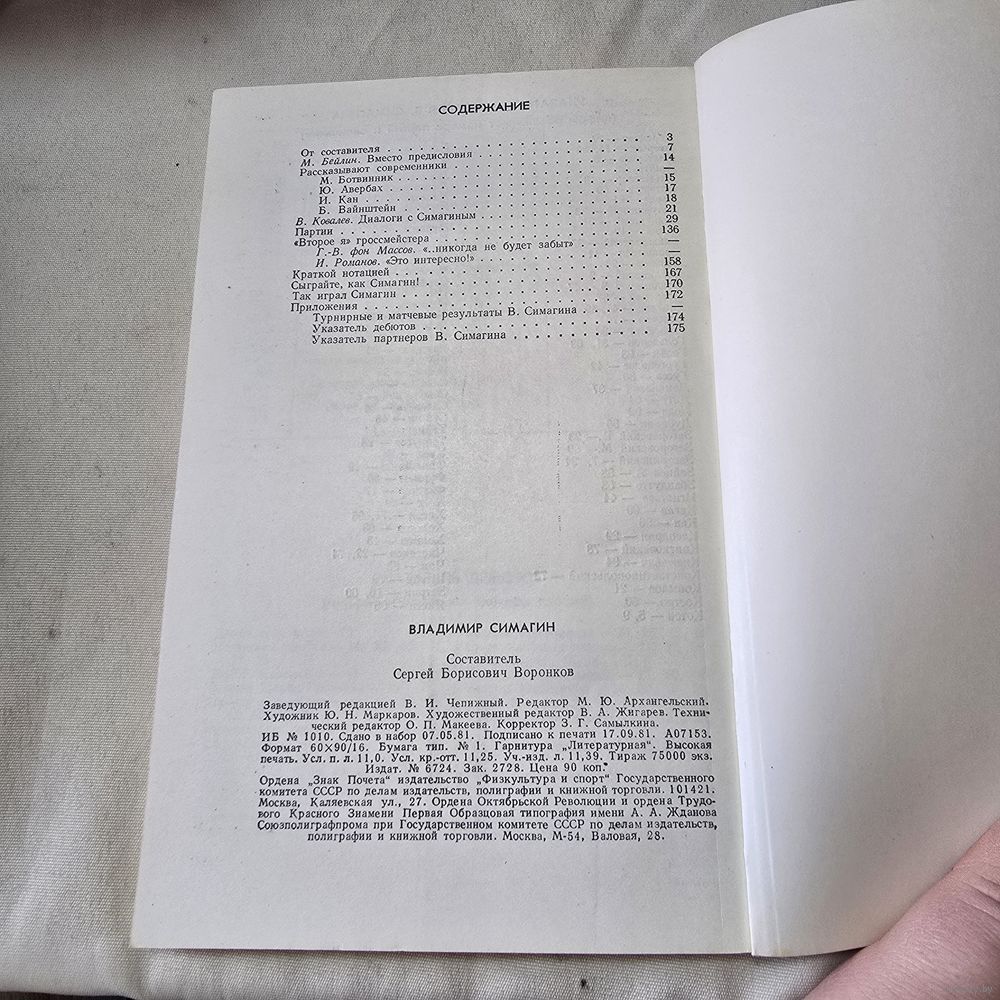 СОДЕРЖАНИЕ
От составителя . . . . . . . . . . 3
М. Бейлин. Вместо предисловия . . . . . . . . . . 7
Рассказывают современники . . . . . . . . . . 14
М. Ботвинник . . . . . . . . . . —
Ю. Авербах . . . . . . . . . . 15
И. Кан . . . . . . . . . . 17
Б. Вайнштейн . . . . . . . . . . 18
В. Ковалев. Диалоги с Симагиным . . . . . . . . . . 21
Партии . . . . . . . . . . 29
«Второе я» гроссмейстера . . . . . . . . . . 136
Г.-В. фон Массов. «..никогда не будет забыт» . . . . . . —
И. Романов. «Это интересно!» . . . . . . . . . . —
Краткой нотацией . . . . . . . . . . 158
Сыграйте, как Симагин! . . . . . . . . . . 167
Так играл Симагин . . . . . . . . . . 170
Приложения . . . . . . . . . . 172
Турнирные и матчевые результаты В. Симагина . . . . . . —
Указатель дебютов . . . . . . . . . . 174
Указатель партнеров В. Симагина . . . . . . . . . . 175
ВЛАДИМИР СИМАГИН
Составитель
Сергей Борисович Воронков
Заведующий редакцией В. И. Чепижный. Редактор М. Ю. Архангельский.
Художник Ю. Н. Маркаров. Художественный редактор В. А. Жигарев. Техни-
ческий редактор О. П. Макеева. Корректор З. Г. Самылкина.
ИБ № 1010. Сдано в набор 07.05.81. Подписано к печати 17.09.81. А07153.
Формат 60×90/16. Бумага тип. № 1. Гарнитура „Литературная“. Высокая
печать. Усл. п. л. 11,0. Усл. кр.-отт. 11,25. Уч.-изд. л. 11,39. Тираж 75000 экз.
Издат. № 6724. Зак. 2728. Цена 90 коп.
Ордена „Знак Почета“ издательство „Физкультура и спорт“ Государственного
комитета СССР по делам издательств, полиграфии и книжной торговли. 101421.
Москва, Каляевская ул., 27. Ордена Октябрьской Революции и ордена Трудо-
вого Красного Знамени Первая Образцовая типография имени А. А. Жданова
Союзполиграфпрома при Государственном комитете СССР по делам издательств,
полиграфии и книжной торговли. Москва, М-54, Валовая, 28.